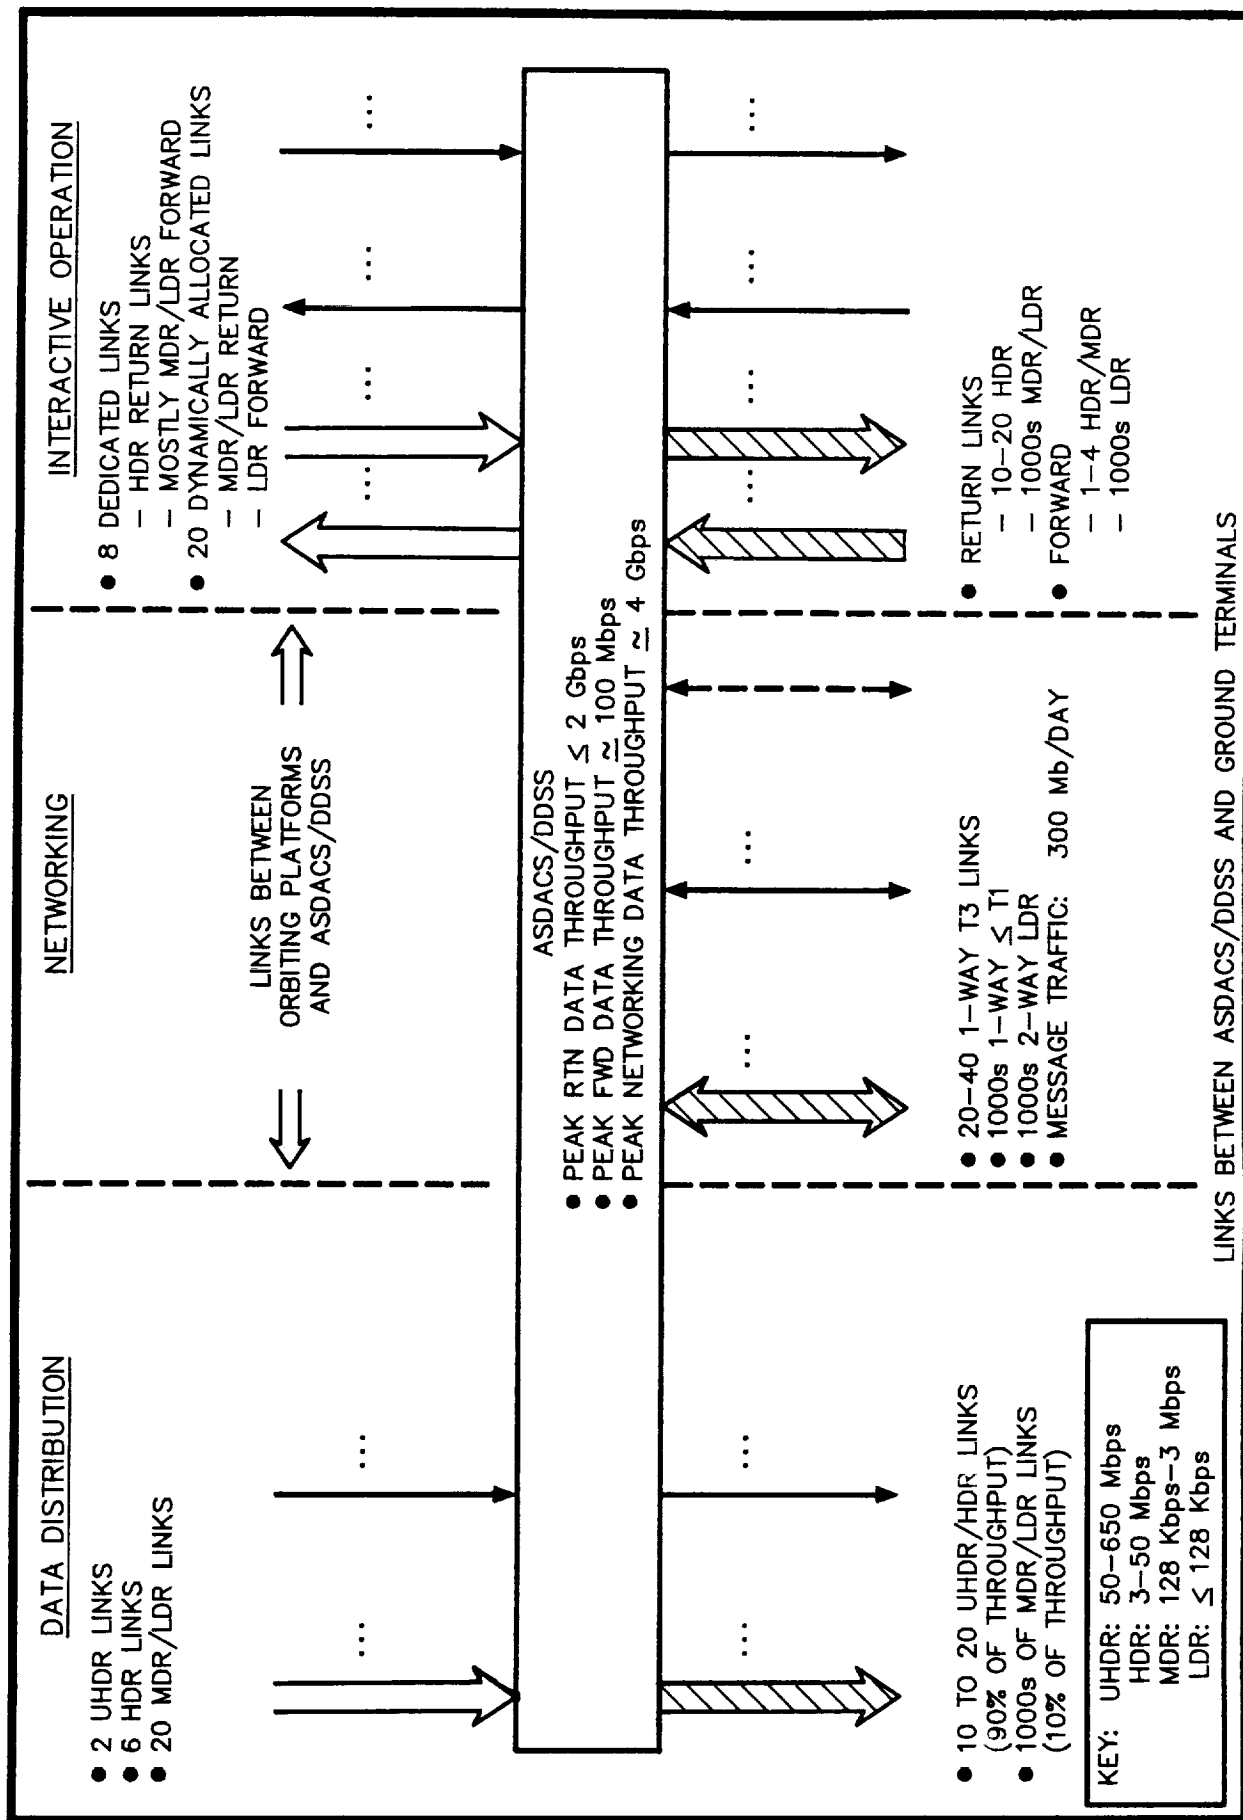 DATA DISTRIBUTION
● 2 UHDR LINKS
● 6 HDR LINKS
● 20 MDR/LDR LINKS
NETWORKING
LINKS BETWEEN
ORBITING PLATFORMS
AND ASDACS/DDSS
INTERACTIVE OPERATION
● 8 DEDICATED LINKS
– HDR RETURN LINKS
– MOSTLY MDR/LDR FORWARD
● 20 DYNAMICALLY ALLOCATED LINKS
– MDR/LDR RETURN
– LDR FORWARD
... ... ... ... ... ...
ASDACS/DDSS
● PEAK RTN DATA THROUGHPUT ≤ 2 Gbps
● PEAK FWD DATA THROUGHPUT ≃ 100 Mbps
● PEAK NETWORKING DATA THROUGHPUT ≃ 4 Gbps
... ... ... ... ... ... ... ...
● 10 TO 20 UHDR/HDR LINKS
(90% OF THROUGHPUT)
● 1000s OF MDR/LDR LINKS
(10% OF THROUGHPUT)
● 20–40 1–WAY T3 LINKS
● 1000s 1–WAY ≤ T1
● 1000s 2–WAY LDR
● MESSAGE TRAFFIC: 300 Mb/DAY
● RETURN LINKS
– 10–20 HDR
– 1000s MDR/LDR
● FORWARD
– 1–4 HDR/MDR
– 1000s LDR
KEY: UHDR: 50–650 Mbps
HDR: 3–50 Mbps
MDR: 128 Kbps–3 Mbps
LDR: ≤ 128 Kbps
LINKS BETWEEN ASDACS/DDSS AND GROUND TERMINALS